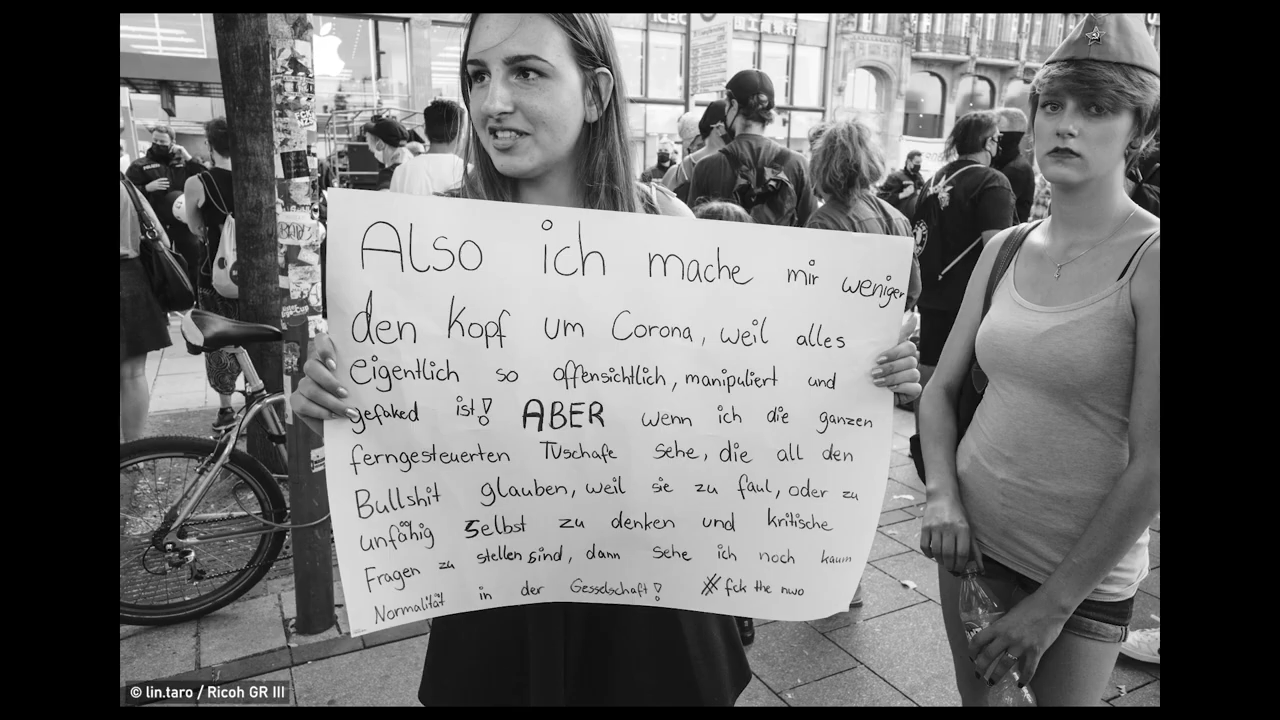 ICBC
Also ich mache mir weniger
den Kopf um Corona, weil alles
eigentlich so offensichtlich, manipuliert und
gefaked ist! ABER wenn ich die ganzen
ferngesteuerten TVschafe sehe, die all den
Bullshit glauben, weil sie zu faul, oder zu
unfähig selbst zu denken und kritische
Fragen zu stellen sind, dann sehe ich noch kaum
Normalität in der Gesselschaft! #fck the nwo
© lin.taro / Ricoh GR III